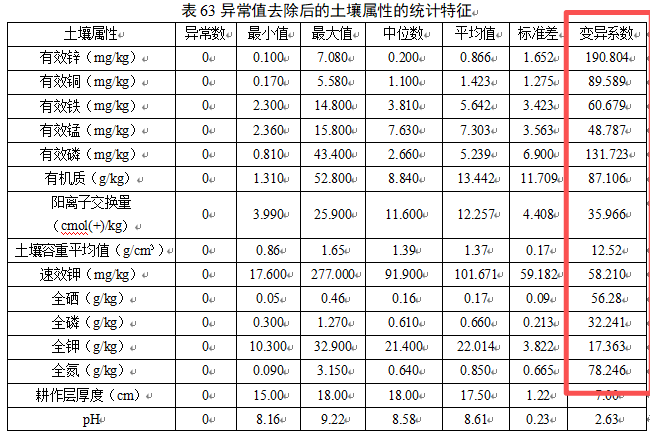 表 63 异常值去除后的土壤属性的统计特征
土壤属性 异常数 最小值 最大值 中位数 平均值 标准差 变异系数
有效锌（mg/kg） 0 0.100 7.080 0.200 0.866 1.652 190.804
有效铜（mg/kg） 0 0.170 5.580 1.100 1.423 1.275 89.589
有效铁（mg/kg） 0 2.300 14.800 3.810 5.642 3.423 60.679
有效锰（mg/kg） 0 2.360 15.800 7.630 7.303 3.563 48.787
有效磷（mg/kg） 0 0.810 43.400 2.660 5.239 6.900 131.723
有机质（g/kg） 0 1.310 52.800 8.840 13.442 11.709 87.106
阳离子交换量
（cmol(+)/kg） 0 3.990 25.900 11.600 12.257 4.408 35.966
土壤容重平均值（g/cm³） 0 0.86 1.65 1.39 1.37 0.17 12.52
速效钾（mg/kg） 0 17.600 277.000 91.900 101.671 59.182 58.210
全硒（g/kg） 0 0.05 0.46 0.16 0.17 0.09 56.28
全磷（g/kg） 0 0.300 1.270 0.610 0.660 0.213 32.241
全钾（g/kg） 0 10.300 32.900 21.400 22.014 3.822 17.363
全氮（g/kg） 0 0.090 3.150 0.640 0.850 0.665 78.246
耕作层厚度（cm） 0 15.00 18.00 18.00 17.50 1.22 7.00
pH 0 8.16 9.22 8.58 8.61 0.23 2.63